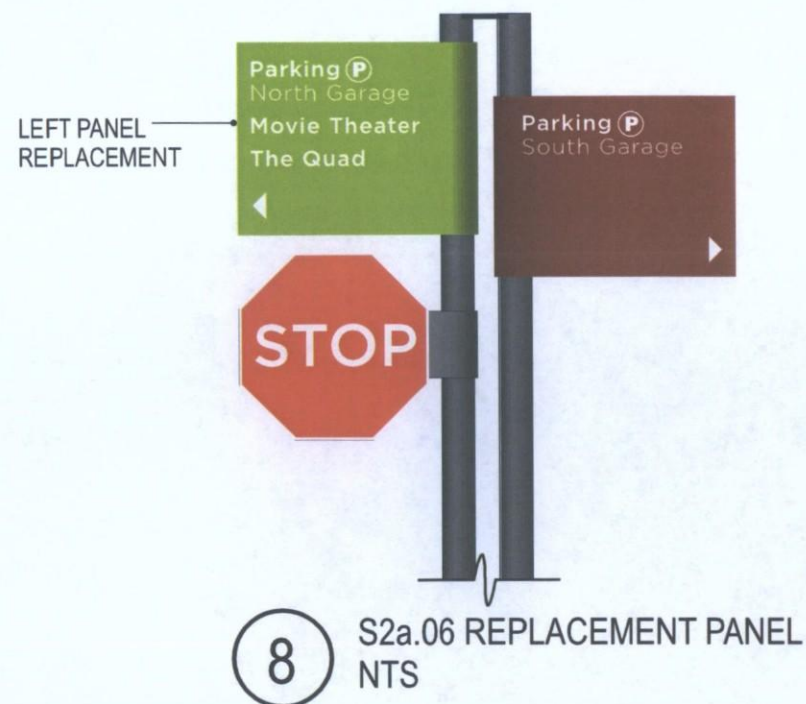 LEFT PANEL
REPLACEMENT
Parking P
North Garage
Movie Theater
The Quad
Parking P
South Garage
STOP
8
S2a.06 REPLACEMENT PANEL
NTS